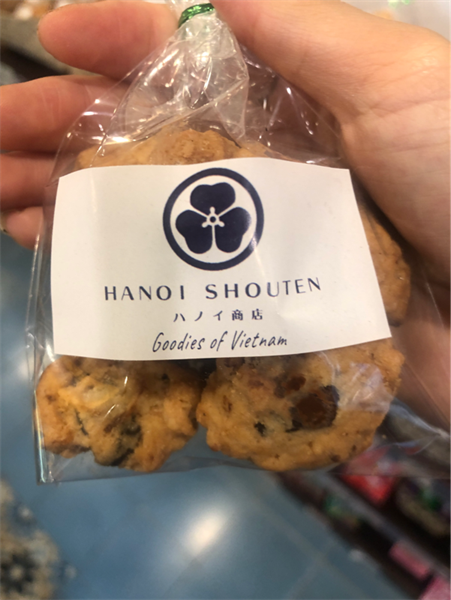 HANOI SHOUTEN
ハノイ商店
Goodies of Vietnam